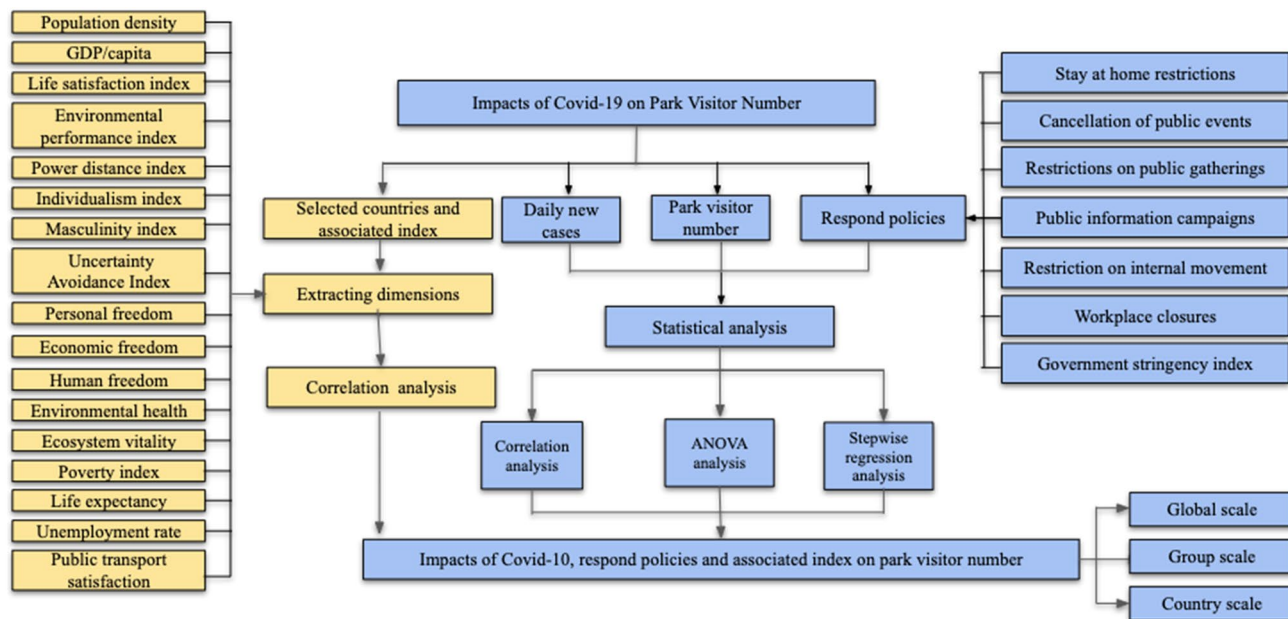 Population density
GDP/capita
Life satisfaction index
Environmental
performance index
Power distance index
Individualism index
Masculinity index
Uncertainty
Avoidance Index
Personal freedom
Economic freedom
Human freedom
Environmental health
Ecosystem vitality
Poverty index
Life expectancy
Unemployment rate
Public transport
satisfaction
Impacts of Covid-19 on Park Visitor Number
Selected countries and
associated index
Daily new
cases
Park visitor
number
Respond policies
Extracting dimensions
Statistical analysis
Correlation analysis
Correlation
analysis
ANOVA
analysis
Stepwise
regression
analysis
Impacts of Covid-10, respond policies and associated index on park visitor number
Stay at home restrictions
Cancellation of public events
Restrictions on public gatherings
Public information campaigns
Restriction on internal movement
Workplace closures
Government stringency index
Global scale
Group scale
Country scale